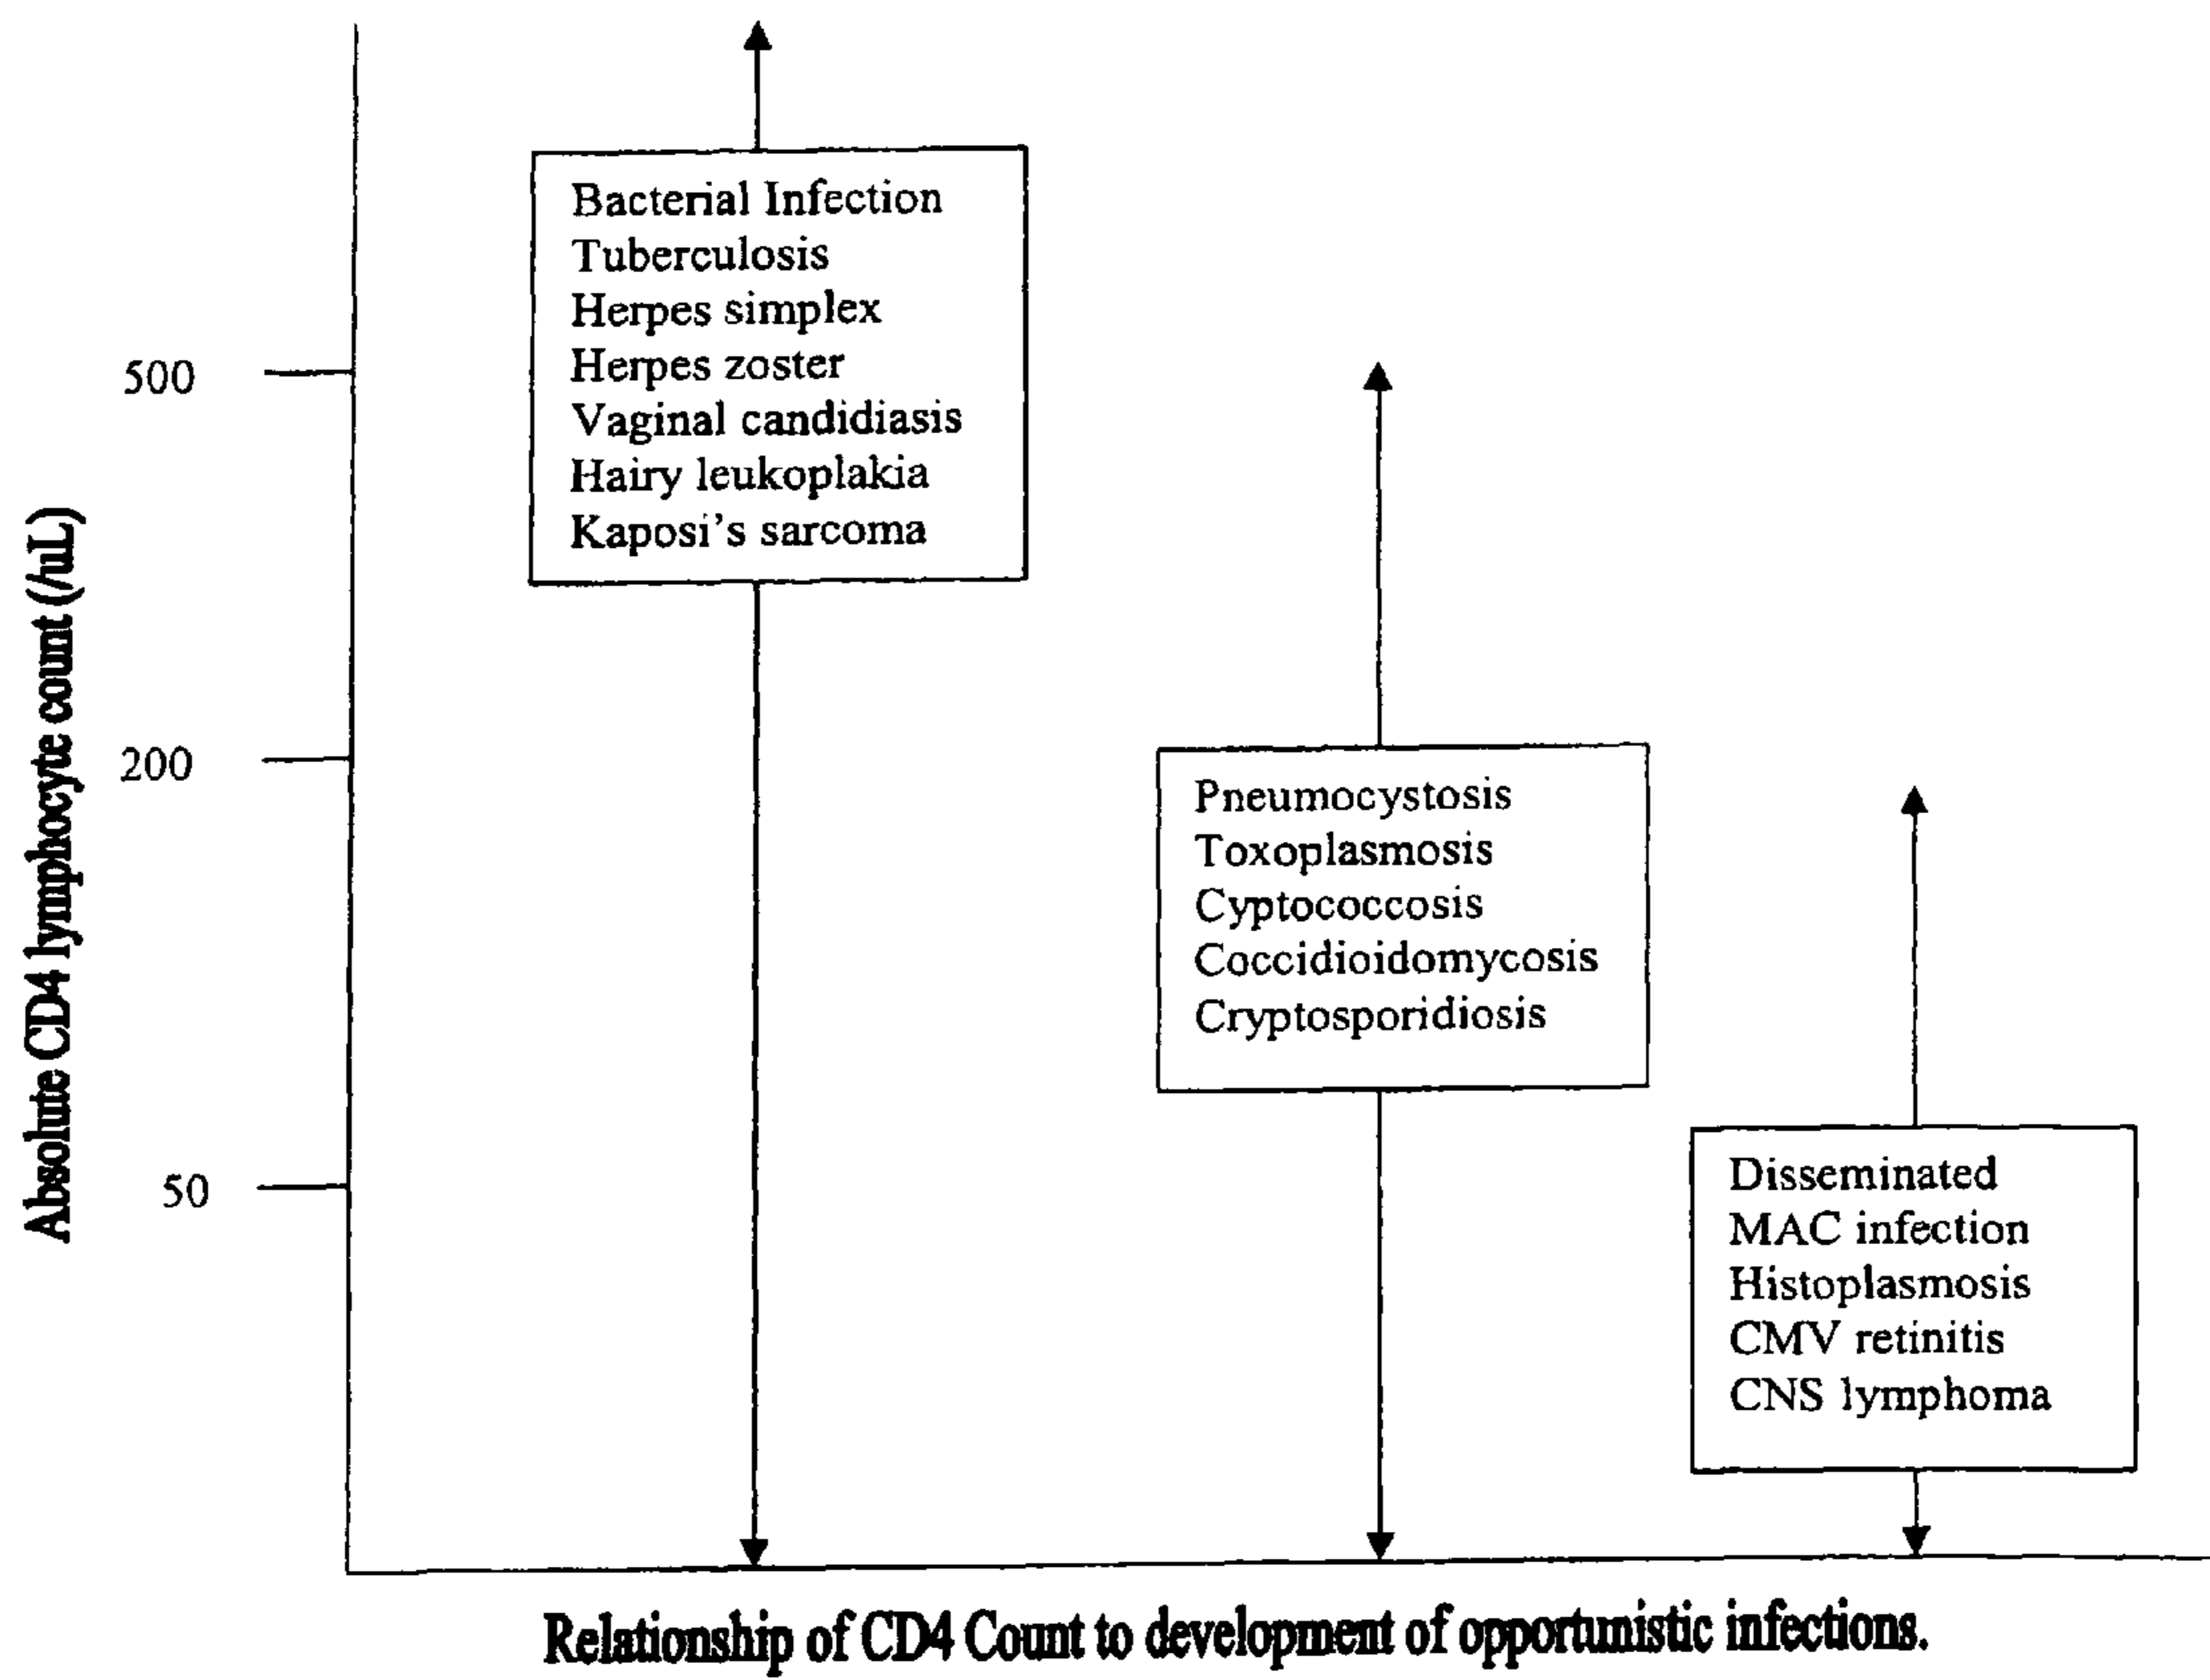 Absolute CD4 lymphocyte count (/uL)
500
200
50
Bacterial Infection
Tuberculosis
Herpes simplex
Herpes zoster
Vaginal candidiasis
Hairy leukoplakia
Kaposi's sarcoma
Pneumocystosis
Toxoplasmosis
Cyptococcosis
Coccidioidomycosis
Cryptosporidiosis
Disseminated
MAC infection
Histoplasmosis
CMV retinitis
CNS lymphoma
Relationship of CD4 Count to development of opportunistic infections.